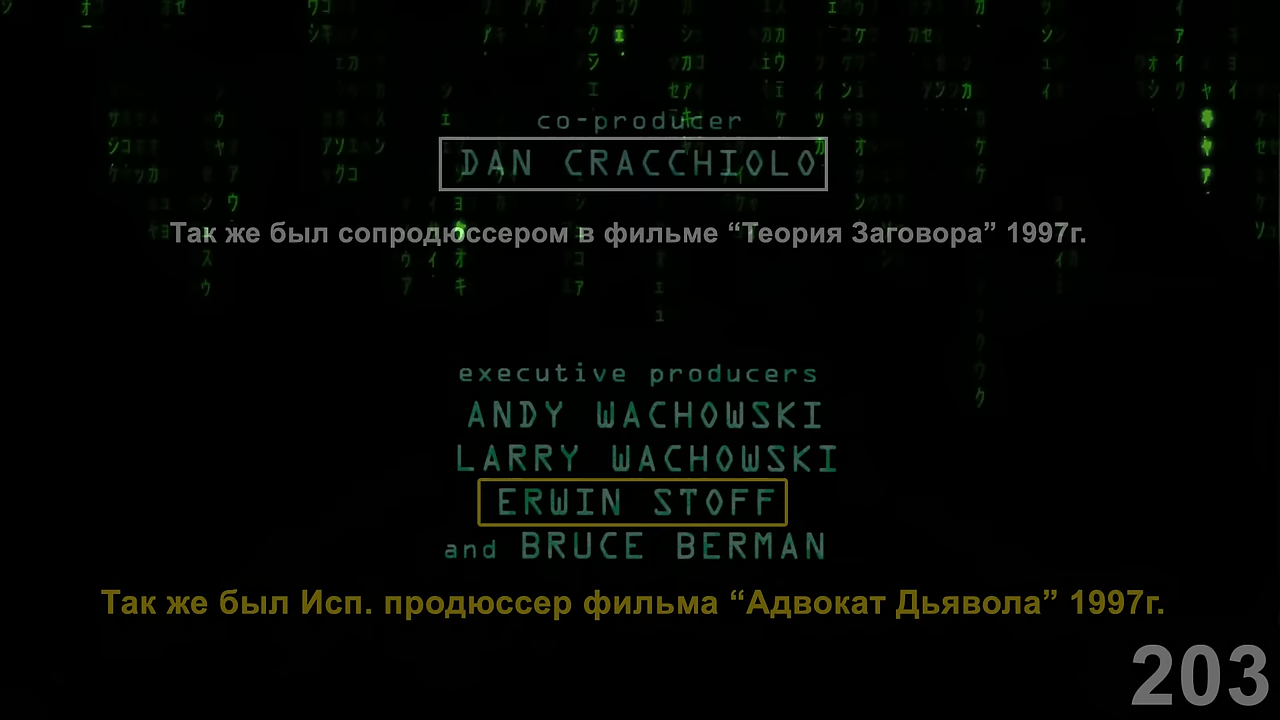 co-producer
DAN CRACCHIOLO
Так же был сопродюссером в фильме “Теория Заговора” 1997г.
executive producers
ANDY WACHOWSKI
LARRY WACHOWSKI
ERWIN STOFF
and BRUCE BERMAN
Так же был Исп. продюссер фильма “Адвокат Дьявола” 1997г.
203